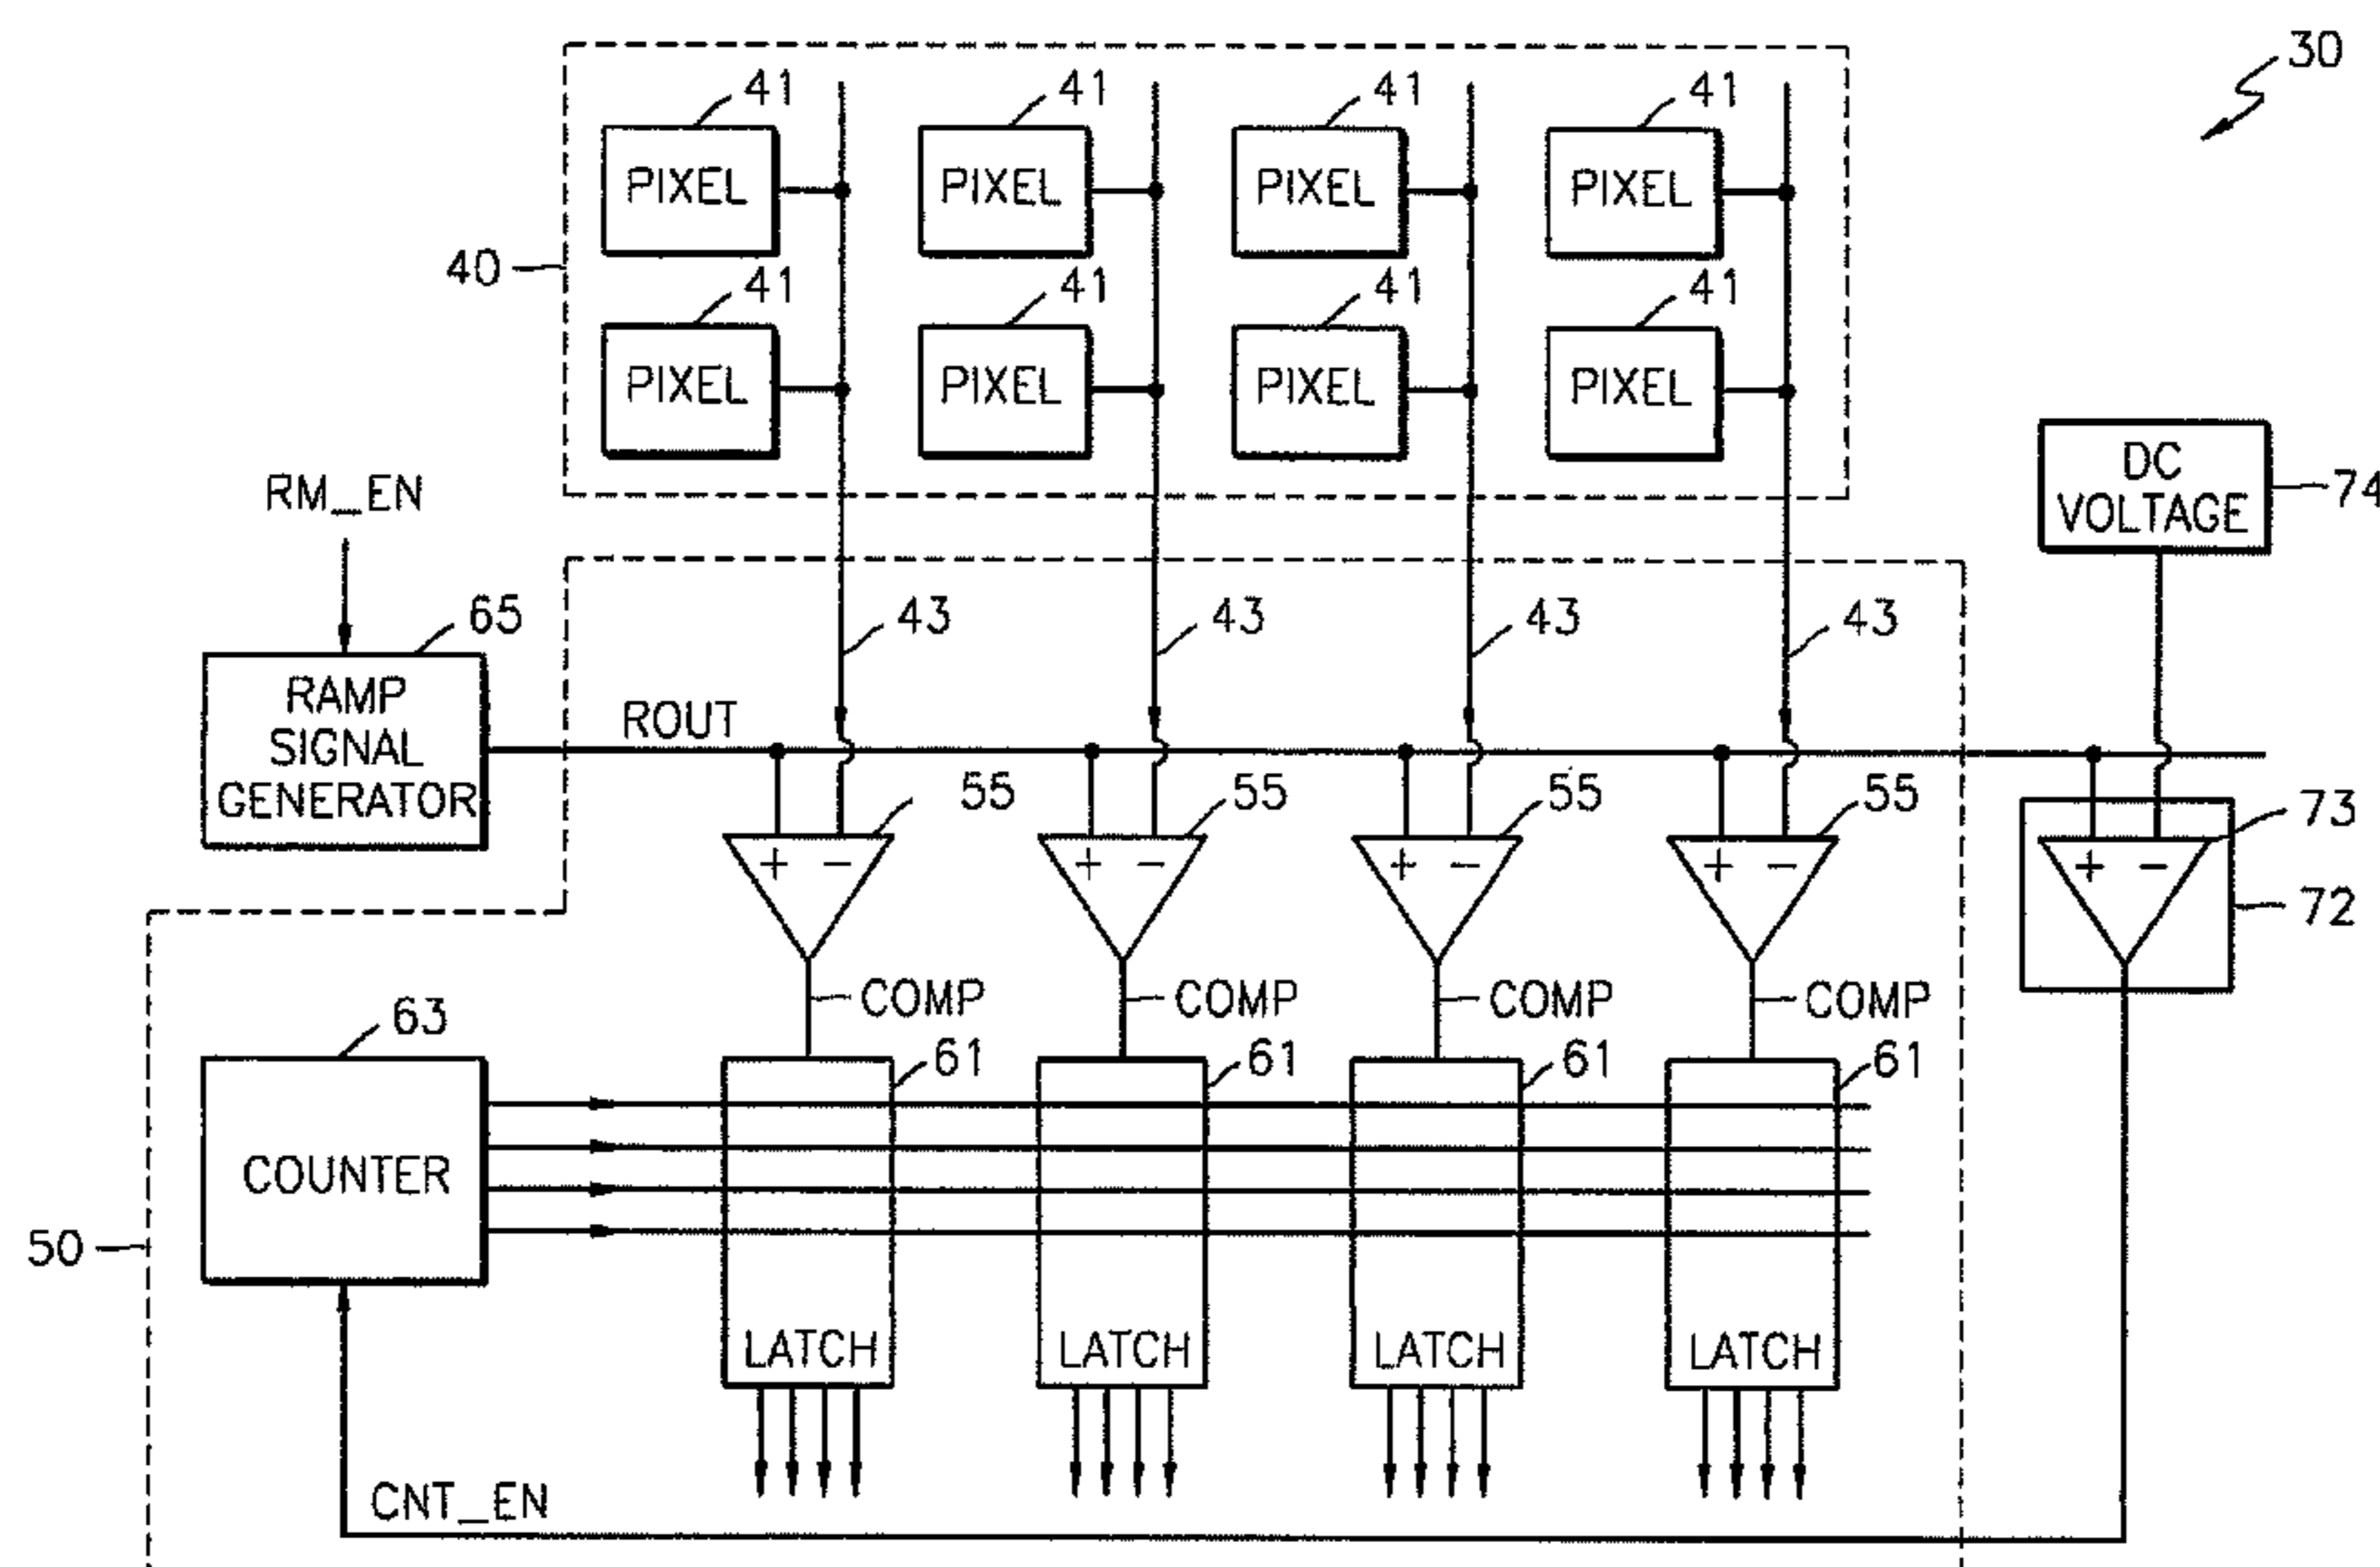 30
41 41 41 41
PIXEL PIXEL PIXEL PIXEL
40
41 41 41 41
PIXEL PIXEL PIXEL PIXEL
RM_EN
DC
VOLTAGE
74
65
43 43 43 43
RAMP
SIGNAL
GENERATOR
ROUT
55 55 55 55
73
+ − + − + − + − + −
72
COMP COMP COMP COMP
63
61 61 61 61
COUNTER
50
LATCH LATCH LATCH LATCH
CNT_EN